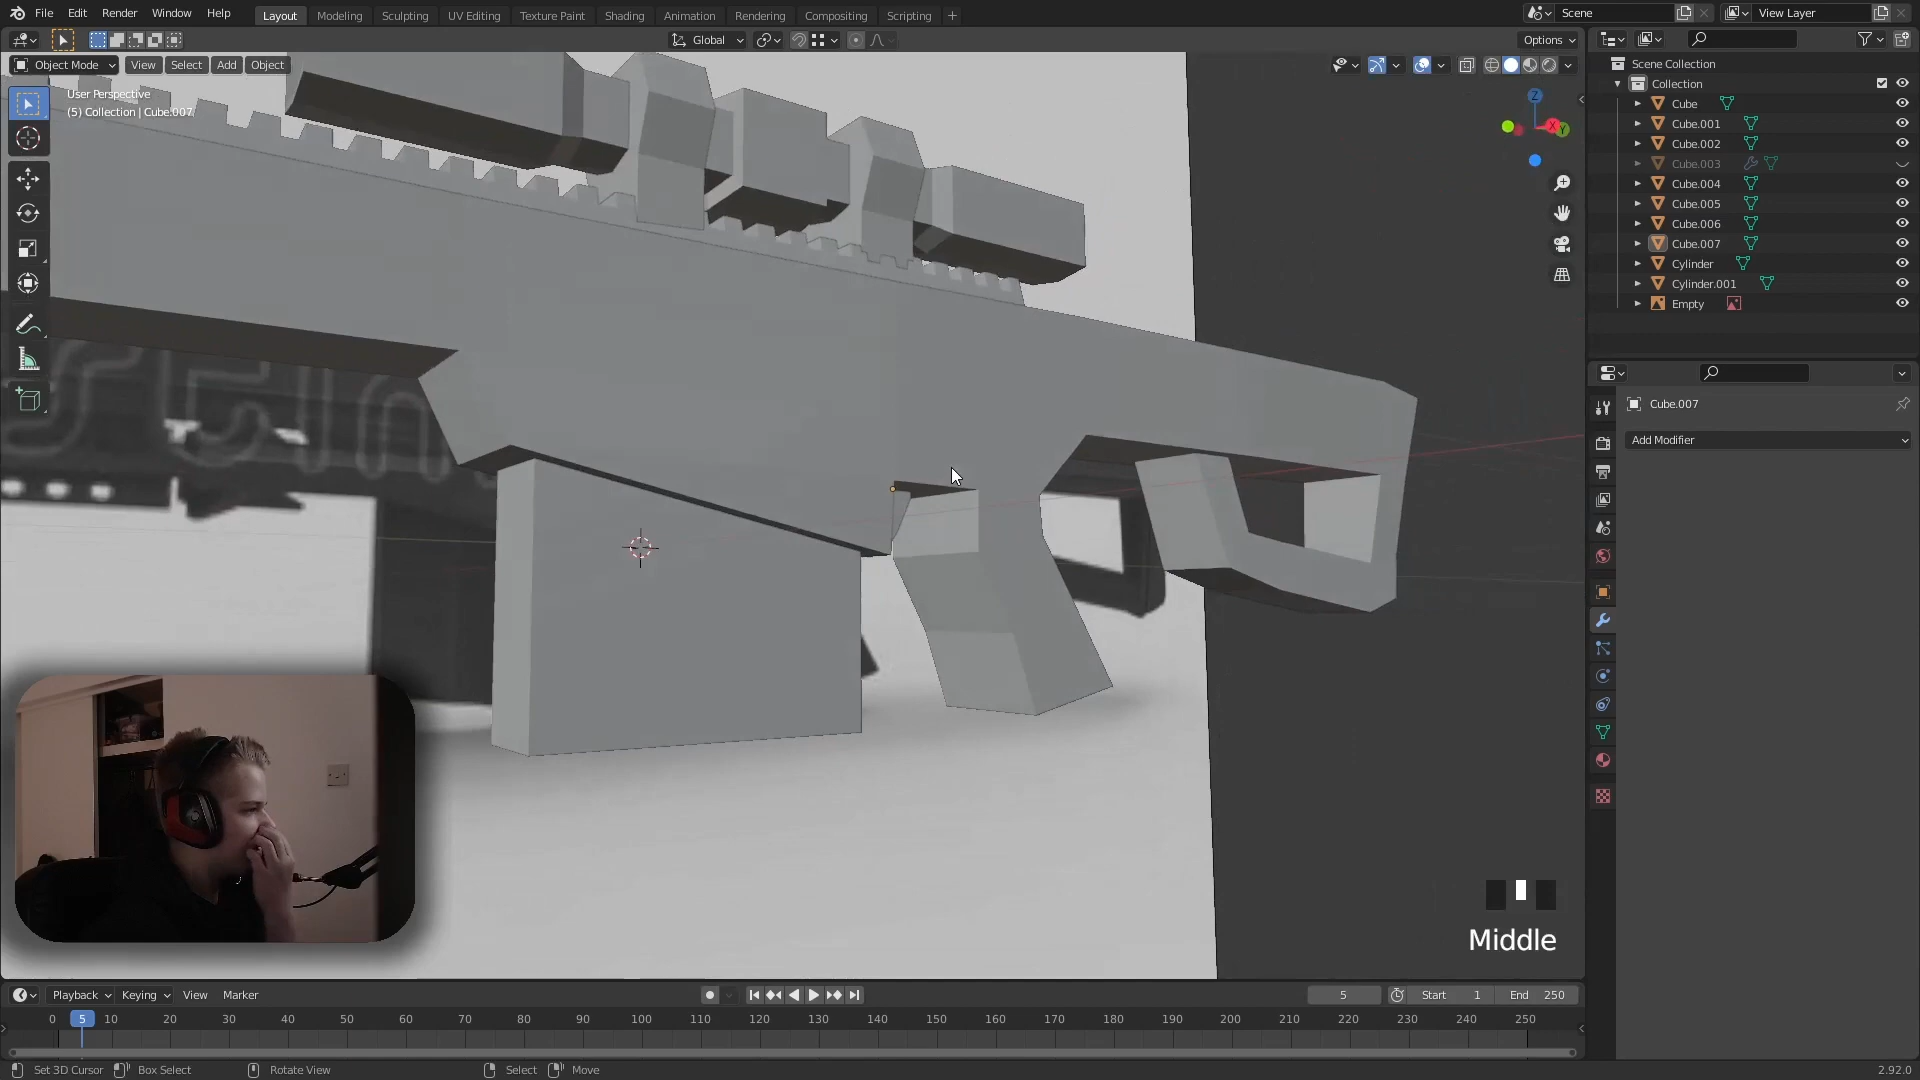 File Edit Render Window Help Layout Modeling Sculpting UV Editing Texture Paint Shading Animation Rendering Compositing Scripting + Scene View Layer
Global Options
Object Mode View Select Add Object
User Perspective
(5) Collection | Cube.007
Z
X
Y
Scene Collection
Collection
Cube
Cube.001
Cube.002
Cube.003
Cube.004
Cube.005
Cube.006
Cube.007
Cylinder
Cylinder.001
Empty
Cube.007
Add Modifier
Middle
Playback Keying View Marker 5 Start 1 End 250
0 5 10 20 30 40 50 60 70 80 90 100 110 120 130 140 150 160 170 180 190 200 210 220 230 240 250
Set 3D Cursor Box Select Rotate View Select Move 2.92.0